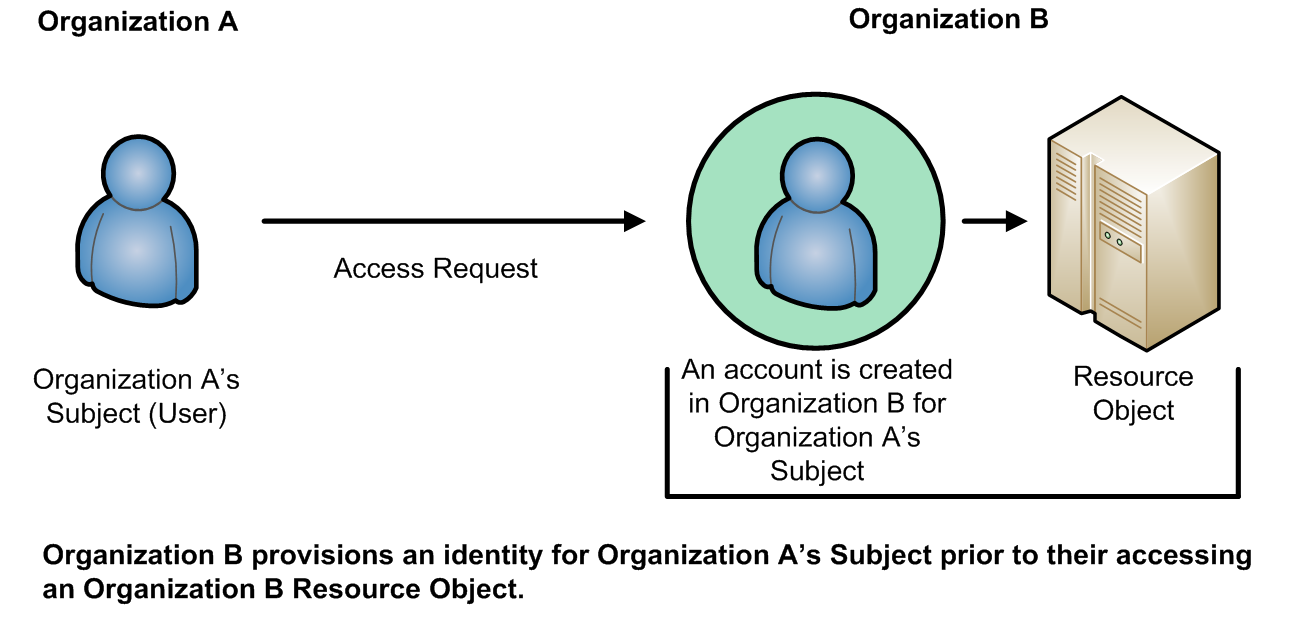 Organization A
Organization B
Access Request
Organization A’s
Subject (User)
An account is created
in Organization B for
Organization A’s
Subject
Resource
Object
Organization B provisions an identity for Organization A’s Subject prior to their accessing
an Organization B Resource Object.